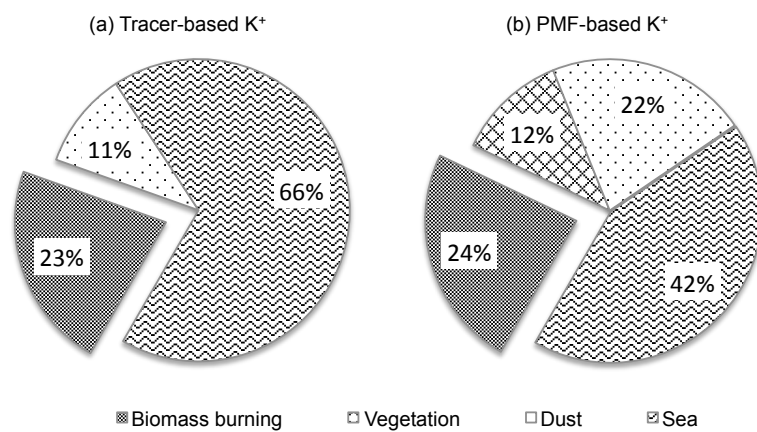 (a) Tracer-based K⁺
(b) PMF-based K⁺
11%
66%
23%
12%
22%
24%
42%
Biomass burning Vegetation Dust Sea